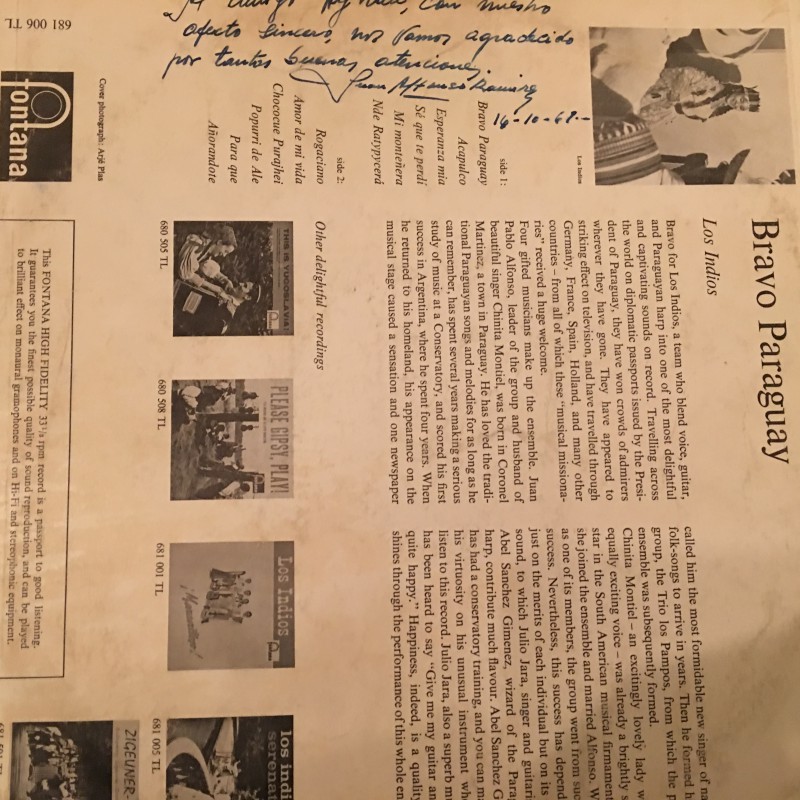 amigo con nuestro
afecto sincero, nos vamos agradecido
por tantas buenas atenciones
Juan Alfonso Ramirez
681 006 TL
fontana
Cover photograph: Arjé Plas
Los Indios
Bravo Paraguay
Los Indios
side 1:
Bravo Paraguay
Acapulco
Esperanza mia
Sé que te perdi
Mi monteñera
Nde Ratypycerá
side 2:
Rogaciano
Amor de mi vida
Chococue Purajhei
Popurri de Ale
Para que
Añorandote
Bravo for Los Indios, a team who blend voice, guitar,
and Paraguayan harp into one of the most delightful
and captivating sounds on record. Travelling across
the world on diplomatic passports issued by the Presi-
dent of Paraguay, they have won crowds of admirers
wherever they have gone. They have appeared to
striking effect on television, and have travelled through
Germany, France, Spain, Holland, and many other
countries – from all of which these "musical missiona-
ries" received a huge welcome.
Four gifted musicians make up the ensemble. Juan
Pablo Alfonso, leader of the group and husband of
beautiful singer Chinita Montiel, was born in Coronel
Martinez, a town in Paraguay. He has loved the tradi-
tional Paraguayan songs and melodies for as long as he
can remember, has spent several years making a serious
study of music at a Conservatory, and scored his first
success in Argentina, where he spent four years. When
he returned to his homeland, his appearance on the
musical stage caused a sensation and one newspaper
called him the most formidable new singer of
folk-songs to arrive in years. Then he formed
group, the Trio los Pampos, from which the
ensemble was subsequently formed.
Chinita Montiel – an excitingly lovely lady
equally exciting voice – was already a brightly
star in the South American musical firmament
she joined the ensemble and married Alfonso.
as one of its members, the group went from
success. Nevertheless, this success has
just on the merits of each individual but on its
sound, to which Julio Jara, singer and
Abel Sanchez Gimenez, wizard of the
harp, contribute much flavour. Abel Sanchez
has had a conservatory training, and you can
his virtuosity on his unusual instrument
listen to this record. Julio Jara, also a superb
has been heard to say "Give me my guitar
quite happy." Happiness, indeed, is a quality
shines through the performance of this whole
Other delightful recordings
THIS IS YUGOSLAVIA!
680 505 TL
PLEASE GIPSY, PLAY!
680 508 TL
Los Indios
681 001 TL
los
681 005 TL
ZIGEUNER-
This FONTANA HIGH FIDELITY 33⅓ rpm record is a passport to good listening.
It guarantees you the finest possible quality of sound reproduction, and can be played
to brilliant effect on monaural gramophones and on Hi-Fi and stereophonic equipment.